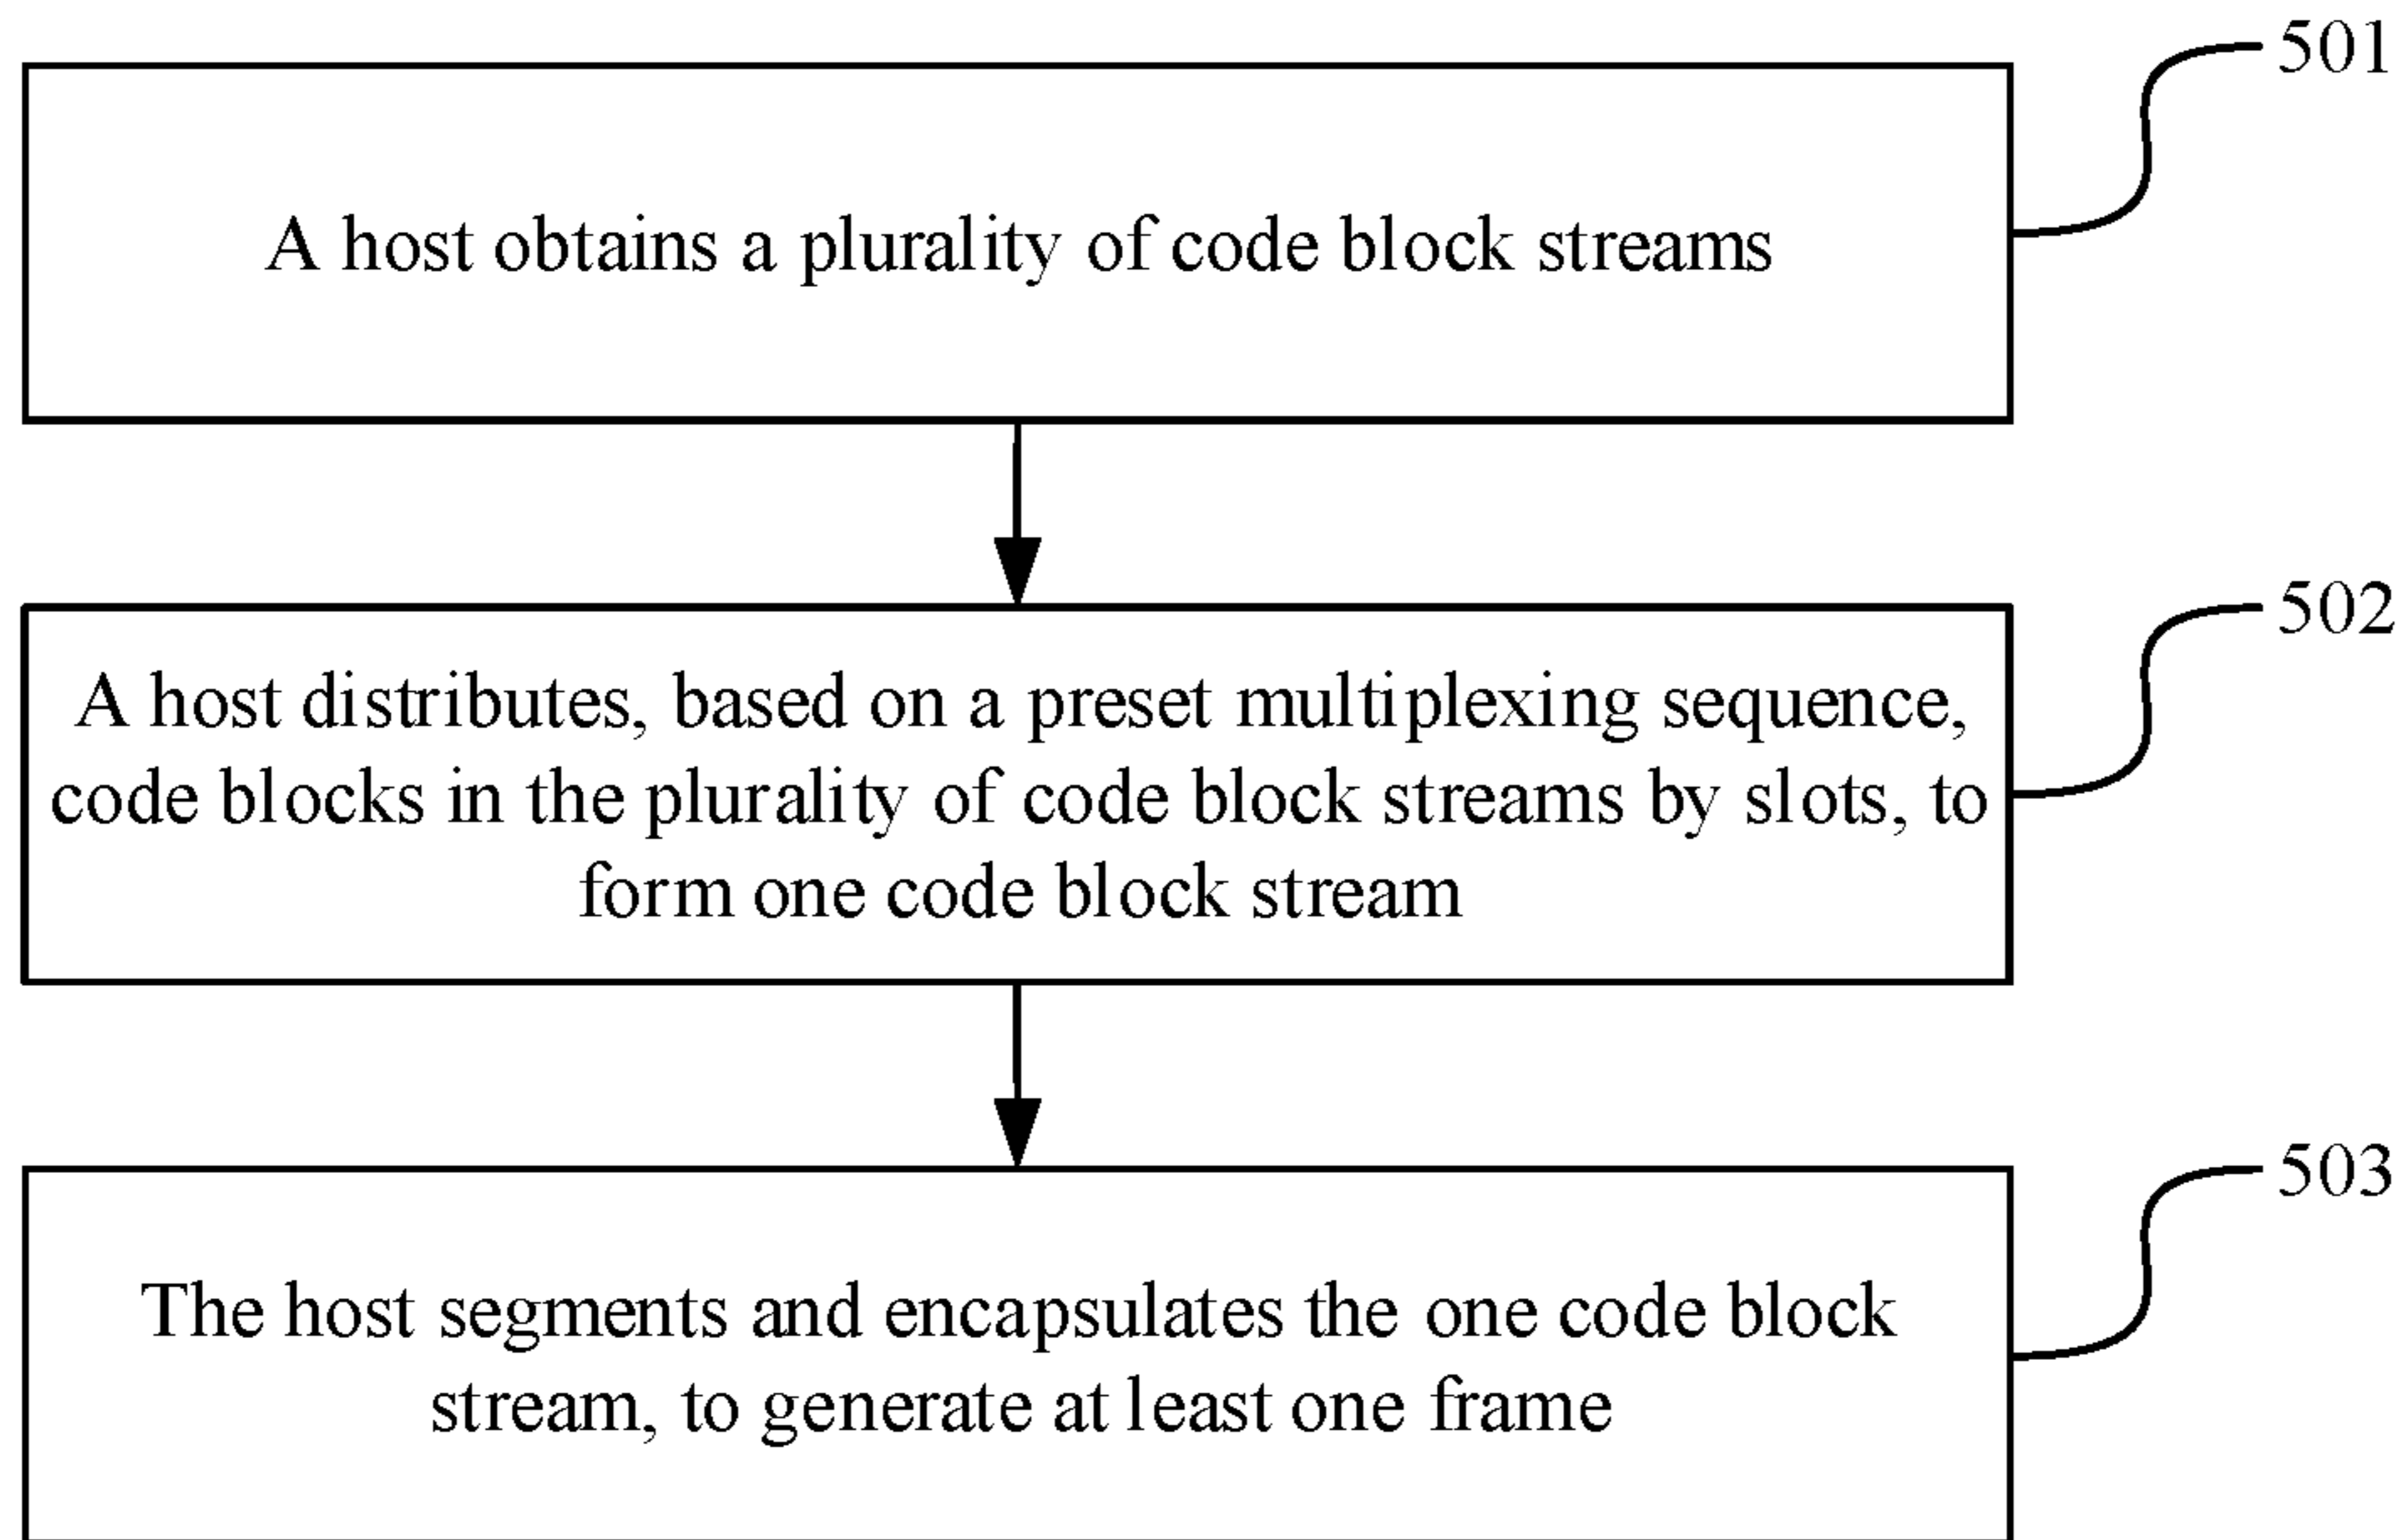 501
A host obtains a plurality of code block streams
502
A host distributes, based on a preset multiplexing sequence,
code blocks in the plurality of code block streams by slots, to
form one code block stream
503
The host segments and encapsulates the one code block
stream, to generate at least one frame